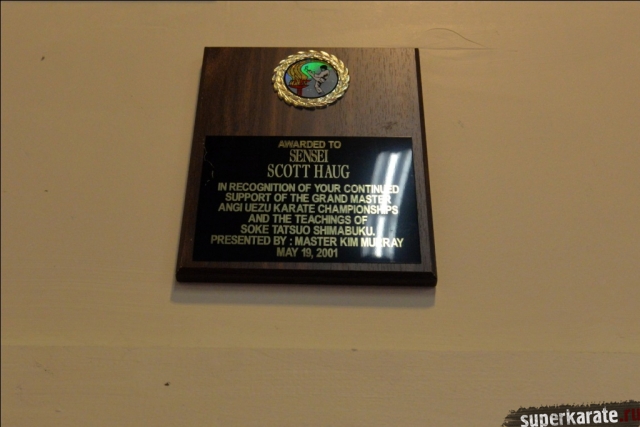 AWARDED TO
SENSEI
SCOTT HAUG
IN RECOGNITION OF YOUR CONTINUED
SUPPORT OF THE GRAND MASTER
ANGI UEZU KARATE CHAMPIONSHIPS
AND THE TEACHINGS OF
SOKE TATSUO SHIMABUKU.
PRESENTED BY : MASTER KIM MURRAY
MAY 19, 2001
superkarate.ru